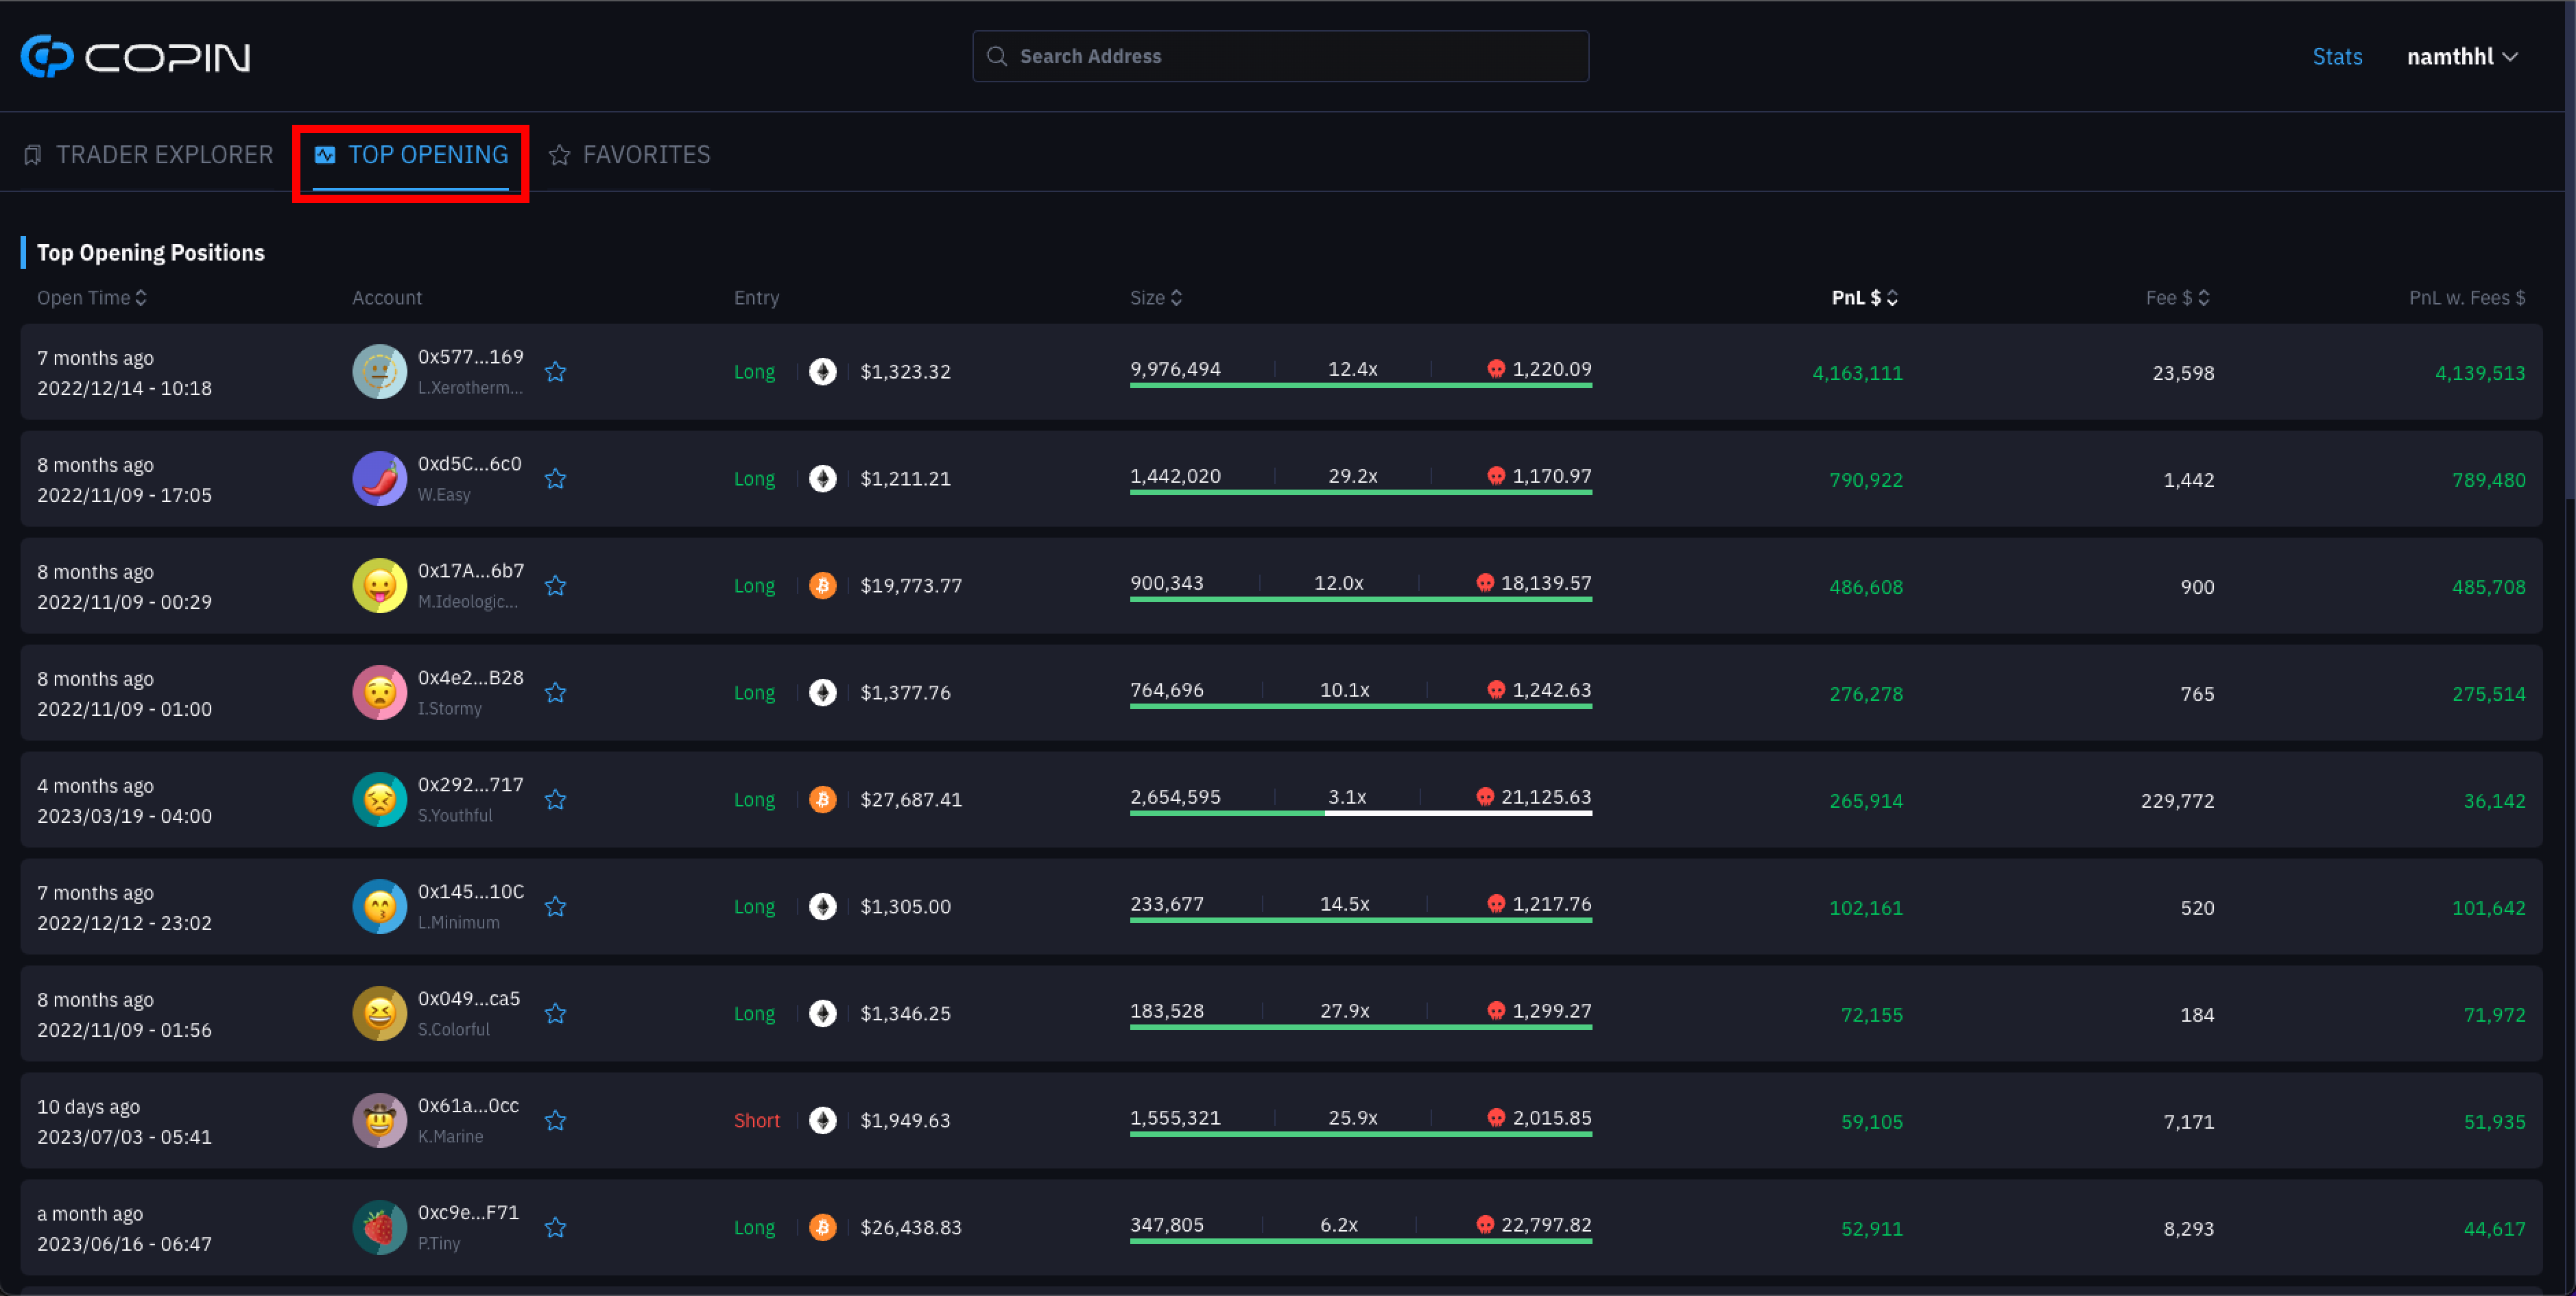 COPIN
Search Address
Stats
namthhl
TRADER EXPLORER
TOP OPENING
FAVORITES
Top Opening Positions
Open Time Account Entry Size PnL $ Fee $ PnL w. Fees $
7 months ago
2022/12/14 - 10:18
0x577...169
L.Xerotherm...
Long $1,323.32 9,976,494 12.4x 1,220.09 4,163,111 23,598 4,139,513
8 months ago
2022/11/09 - 17:05
0xd5C...6c0
W.Easy
Long $1,211.21 1,442,020 29.2x 1,170.97 790,922 1,442 789,480
8 months ago
2022/11/09 - 00:29
0x17A...6b7
M.Ideologic...
Long $19,773.77 900,343 12.0x 18,139.57 486,608 900 485,708
8 months ago
2022/11/09 - 01:00
0x4e2...B28
I.Stormy
Long $1,377.76 764,696 10.1x 1,242.63 276,278 765 275,514
4 months ago
2023/03/19 - 04:00
0x292...717
S.Youthful
Long $27,687.41 2,654,595 3.1x 21,125.63 265,914 229,772 36,142
7 months ago
2022/12/12 - 23:02
0x145...10C
L.Minimum
Long $1,305.00 233,677 14.5x 1,217.76 102,161 520 101,642
8 months ago
2022/11/09 - 01:56
0x049...ca5
S.Colorful
Long $1,346.25 183,528 27.9x 1,299.27 72,155 184 71,972
10 days ago
2023/07/03 - 05:41
0x61a...0cc
K.Marine
Short $1,949.63 1,555,321 25.9x 2,015.85 59,105 7,171 51,935
a month ago
2023/06/16 - 06:47
0xc9e...F71
P.Tiny
Long $26,438.83 347,805 6.2x 22,797.82 52,911 8,293 44,617